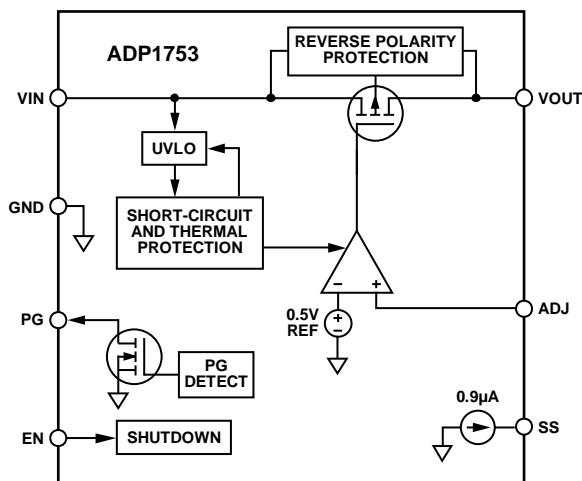 ADP1753
REVERSE POLARITY
PROTECTION
VIN
VOUT
UVLO
GND
SHORT-CIRCUIT
AND THERMAL
PROTECTION
–
+
PG
0.5V
REF
+
–
ADJ
PG
DETECT
0.9µA
EN
SHUTDOWN
SS